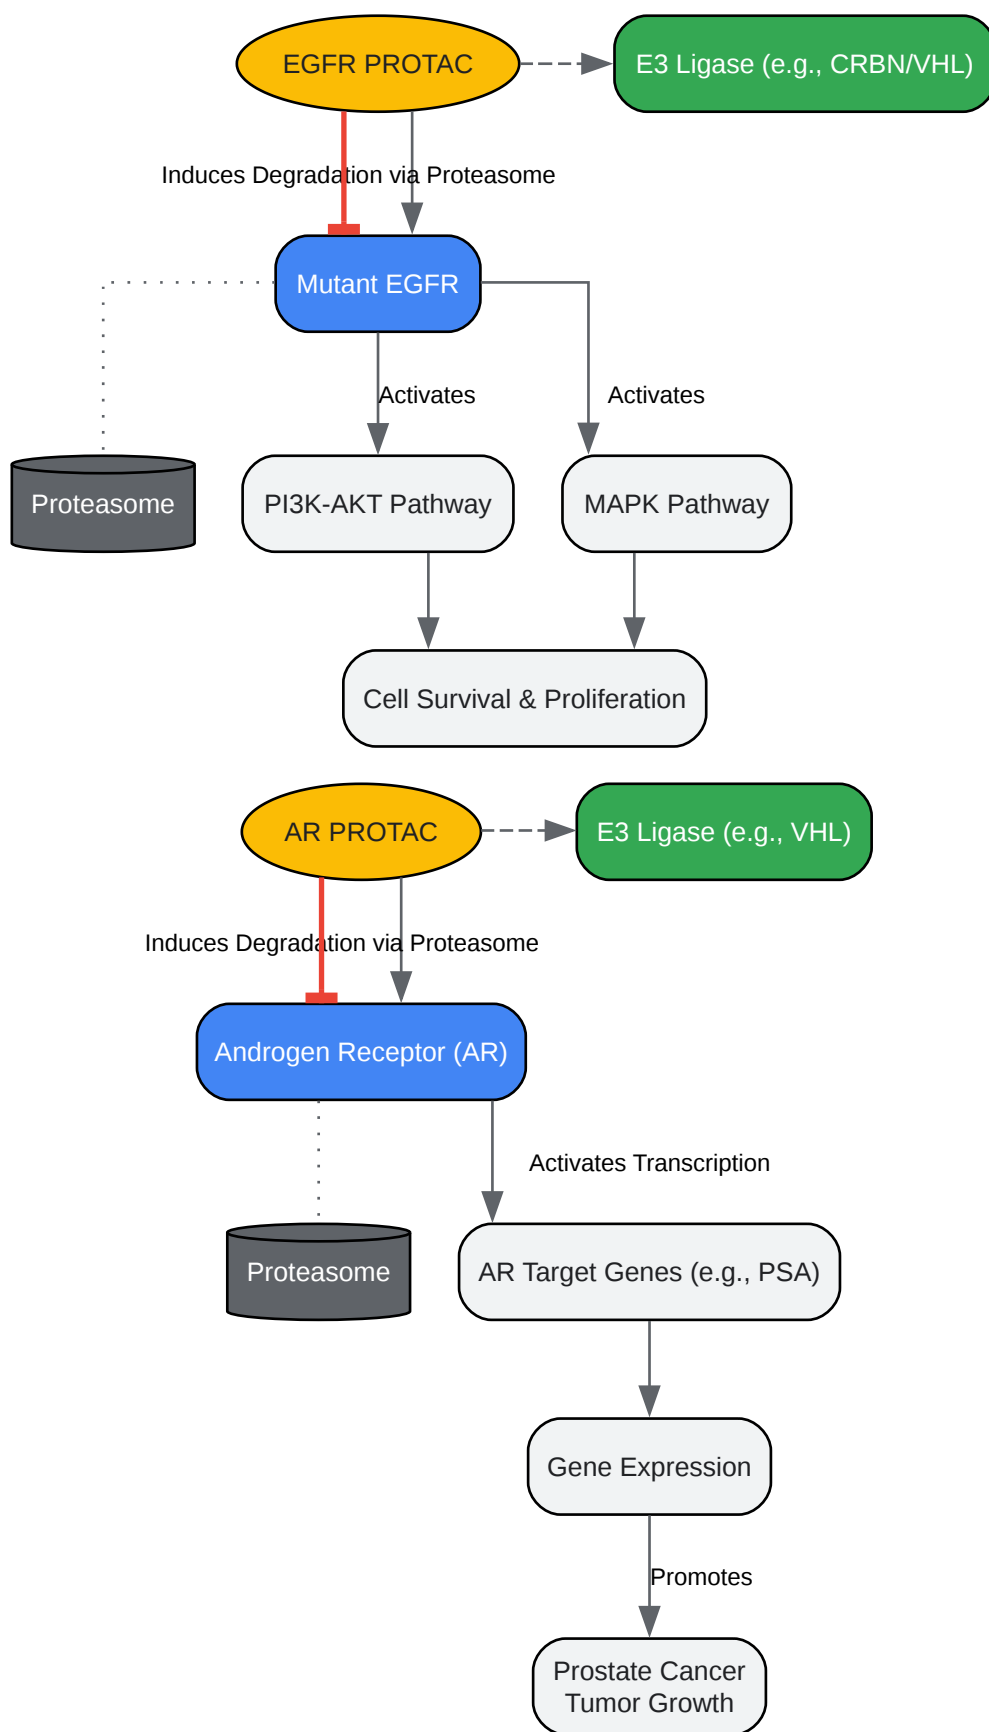 EGFR PROTAC
E3 Ligase (e.g., CRBN/VHL)
Induces Degradation via Proteasome
Mutant EGFR
Activates
Activates
Proteasome
PI3K-AKT Pathway
MAPK Pathway
Cell Survival & Proliferation
AR PROTAC
E3 Ligase (e.g., VHL)
Induces Degradation via Proteasome
Androgen Receptor (AR)
Activates Transcription
Proteasome
AR Target Genes (e.g., PSA)
Gene Expression
Promotes
Prostate Cancer
Tumor Growth